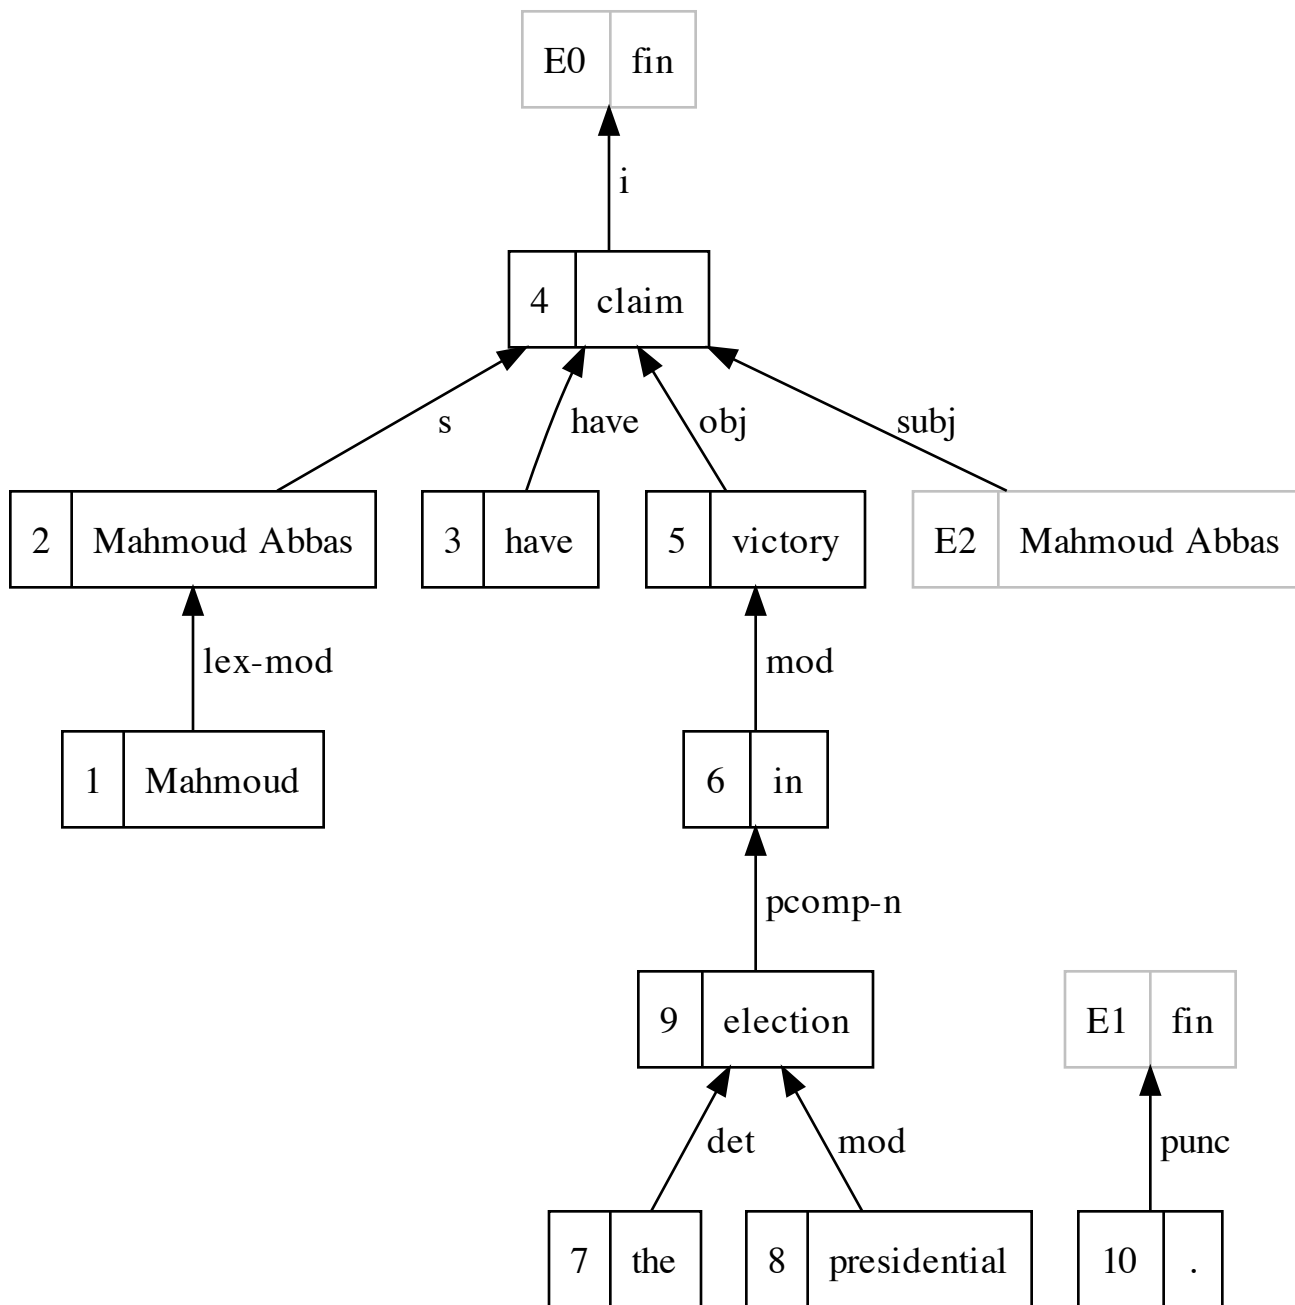 E0 fin
i
4 claim
s have obj subj
2 Mahmoud Abbas 3 have 5 victory E2 Mahmoud Abbas
lex-mod mod
1 Mahmoud 6 in
pcomp-n
9 election E1 fin
det mod punc
7 the 8 presidential 10 .